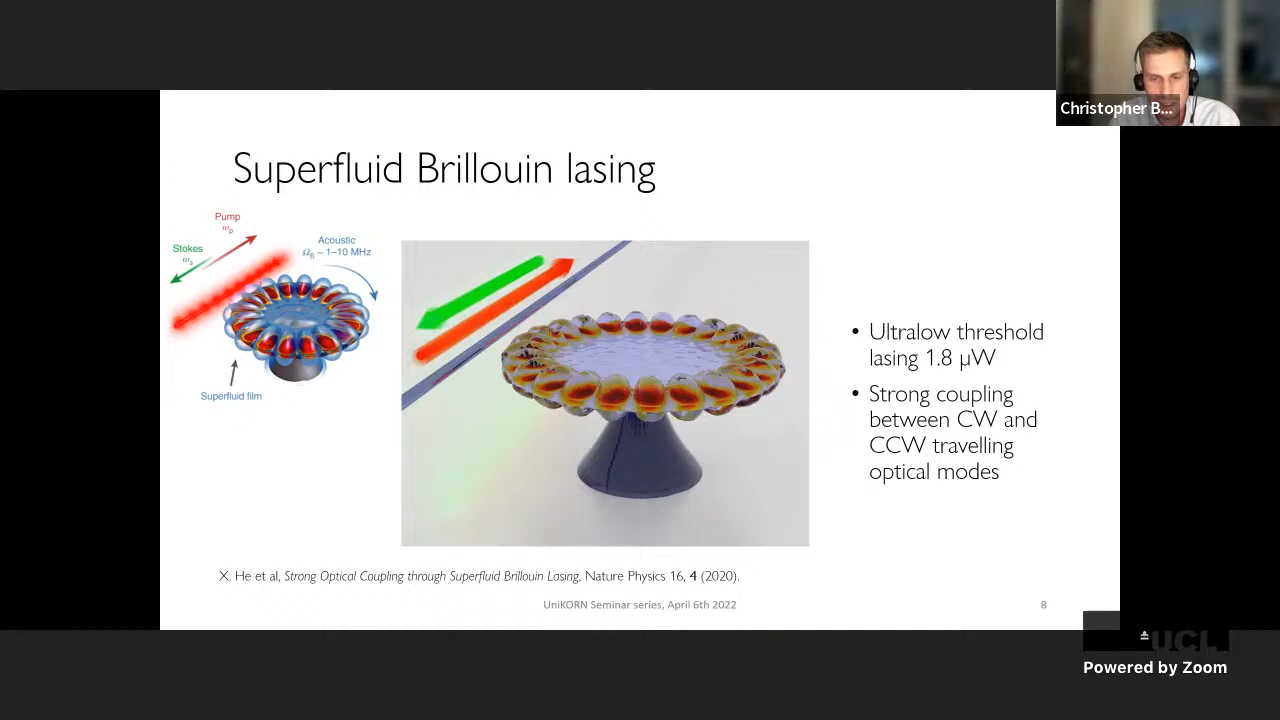 Christopher B...
Superfluid Brillouin lasing
Pump
ωp
Stokes
ωs
Acoustic
ΩB ~ 1–10 MHz
Superfluid film
• Ultralow threshold
lasing 1.8 μW
• Strong coupling
between CW and
CCW travelling
optical modes
X. He et al, Strong Optical Coupling through Superfluid Brillouin Lasing, Nature Physics 16, 4 (2020).
UniKORN Seminar series, April 6th 2022
8
UCL
Powered by Zoom